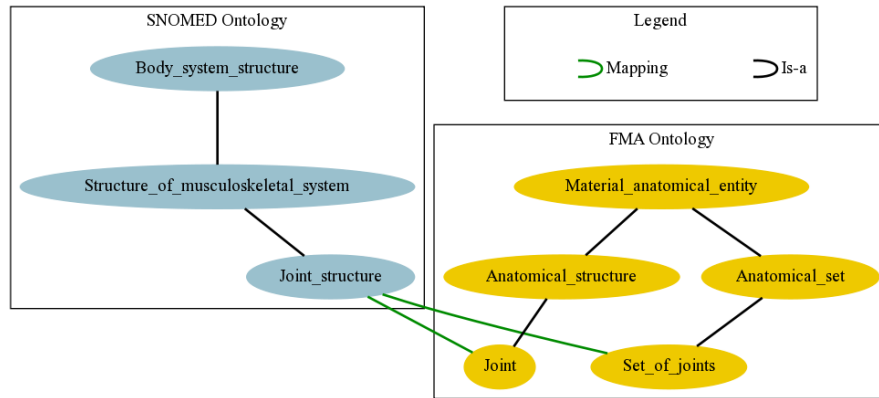 SNOMED Ontology
Body_system_structure
Structure_of_musculoskeletal_system
Joint_structure
Legend
Mapping
Is-a
FMA Ontology
Material_anatomical_entity
Anatomical_structure
Anatomical_set
Joint
Set_of_joints